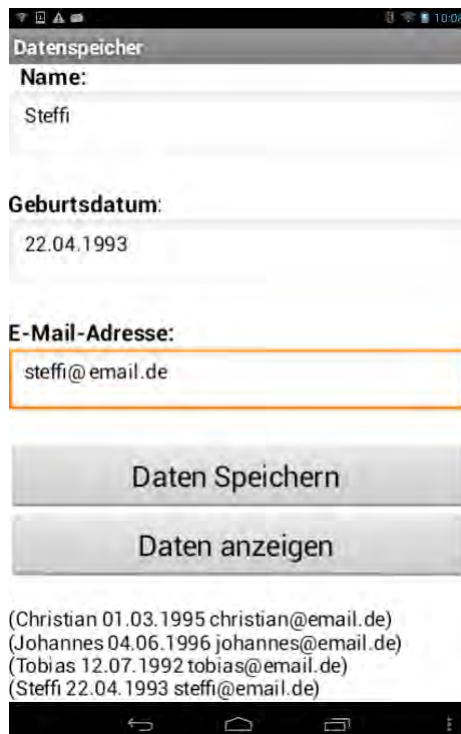 10:08
Datenspeicher
Name:
Steffi
Geburtsdatum:
22.04.1993
E-Mail-Adresse:
steffi@email.de
Daten Speichern
Daten anzeigen
(Christian 01.03.1995 christian@email.de)
(Johannes 04.06.1996 johannes@email.de)
(Tobias 12.07.1992 tobias@email.de)
(Steffi 22.04.1993 steffi@email.de)